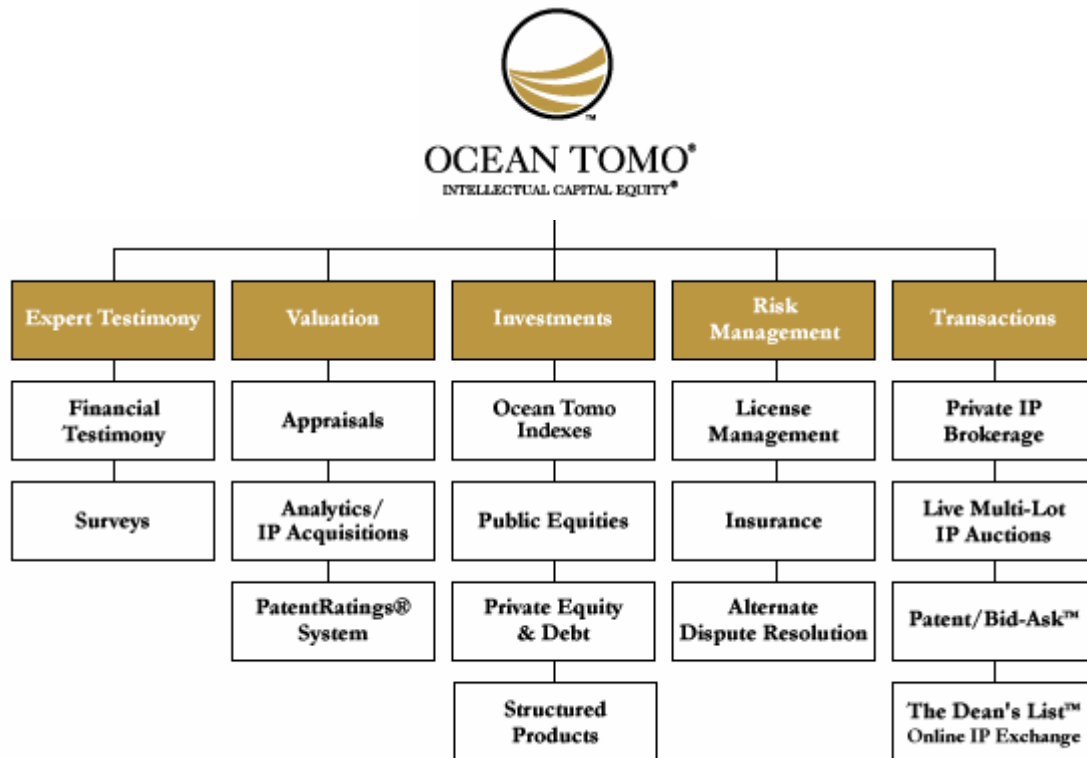 ™
OCEAN TOMO®
INTELLECTUAL CAPITAL EQUITY®
Expert Testimony
Valuation
Investments
Risk
Management
Transactions
Financial
Testimony
Appraisals
Ocean Tomo
Indexes
License
Management
Private IP
Brokerage
Surveys
Analytics/
IP Acquisitions
Public Equities
Insurance
Live Multi-Lot
IP Auctions
PatentRatings®
System
Private Equity
& Debt
Alternate
Dispute Resolution
Patent/Bid-Ask™
Structured
Products
The Dean's List™
Online IP Exchange